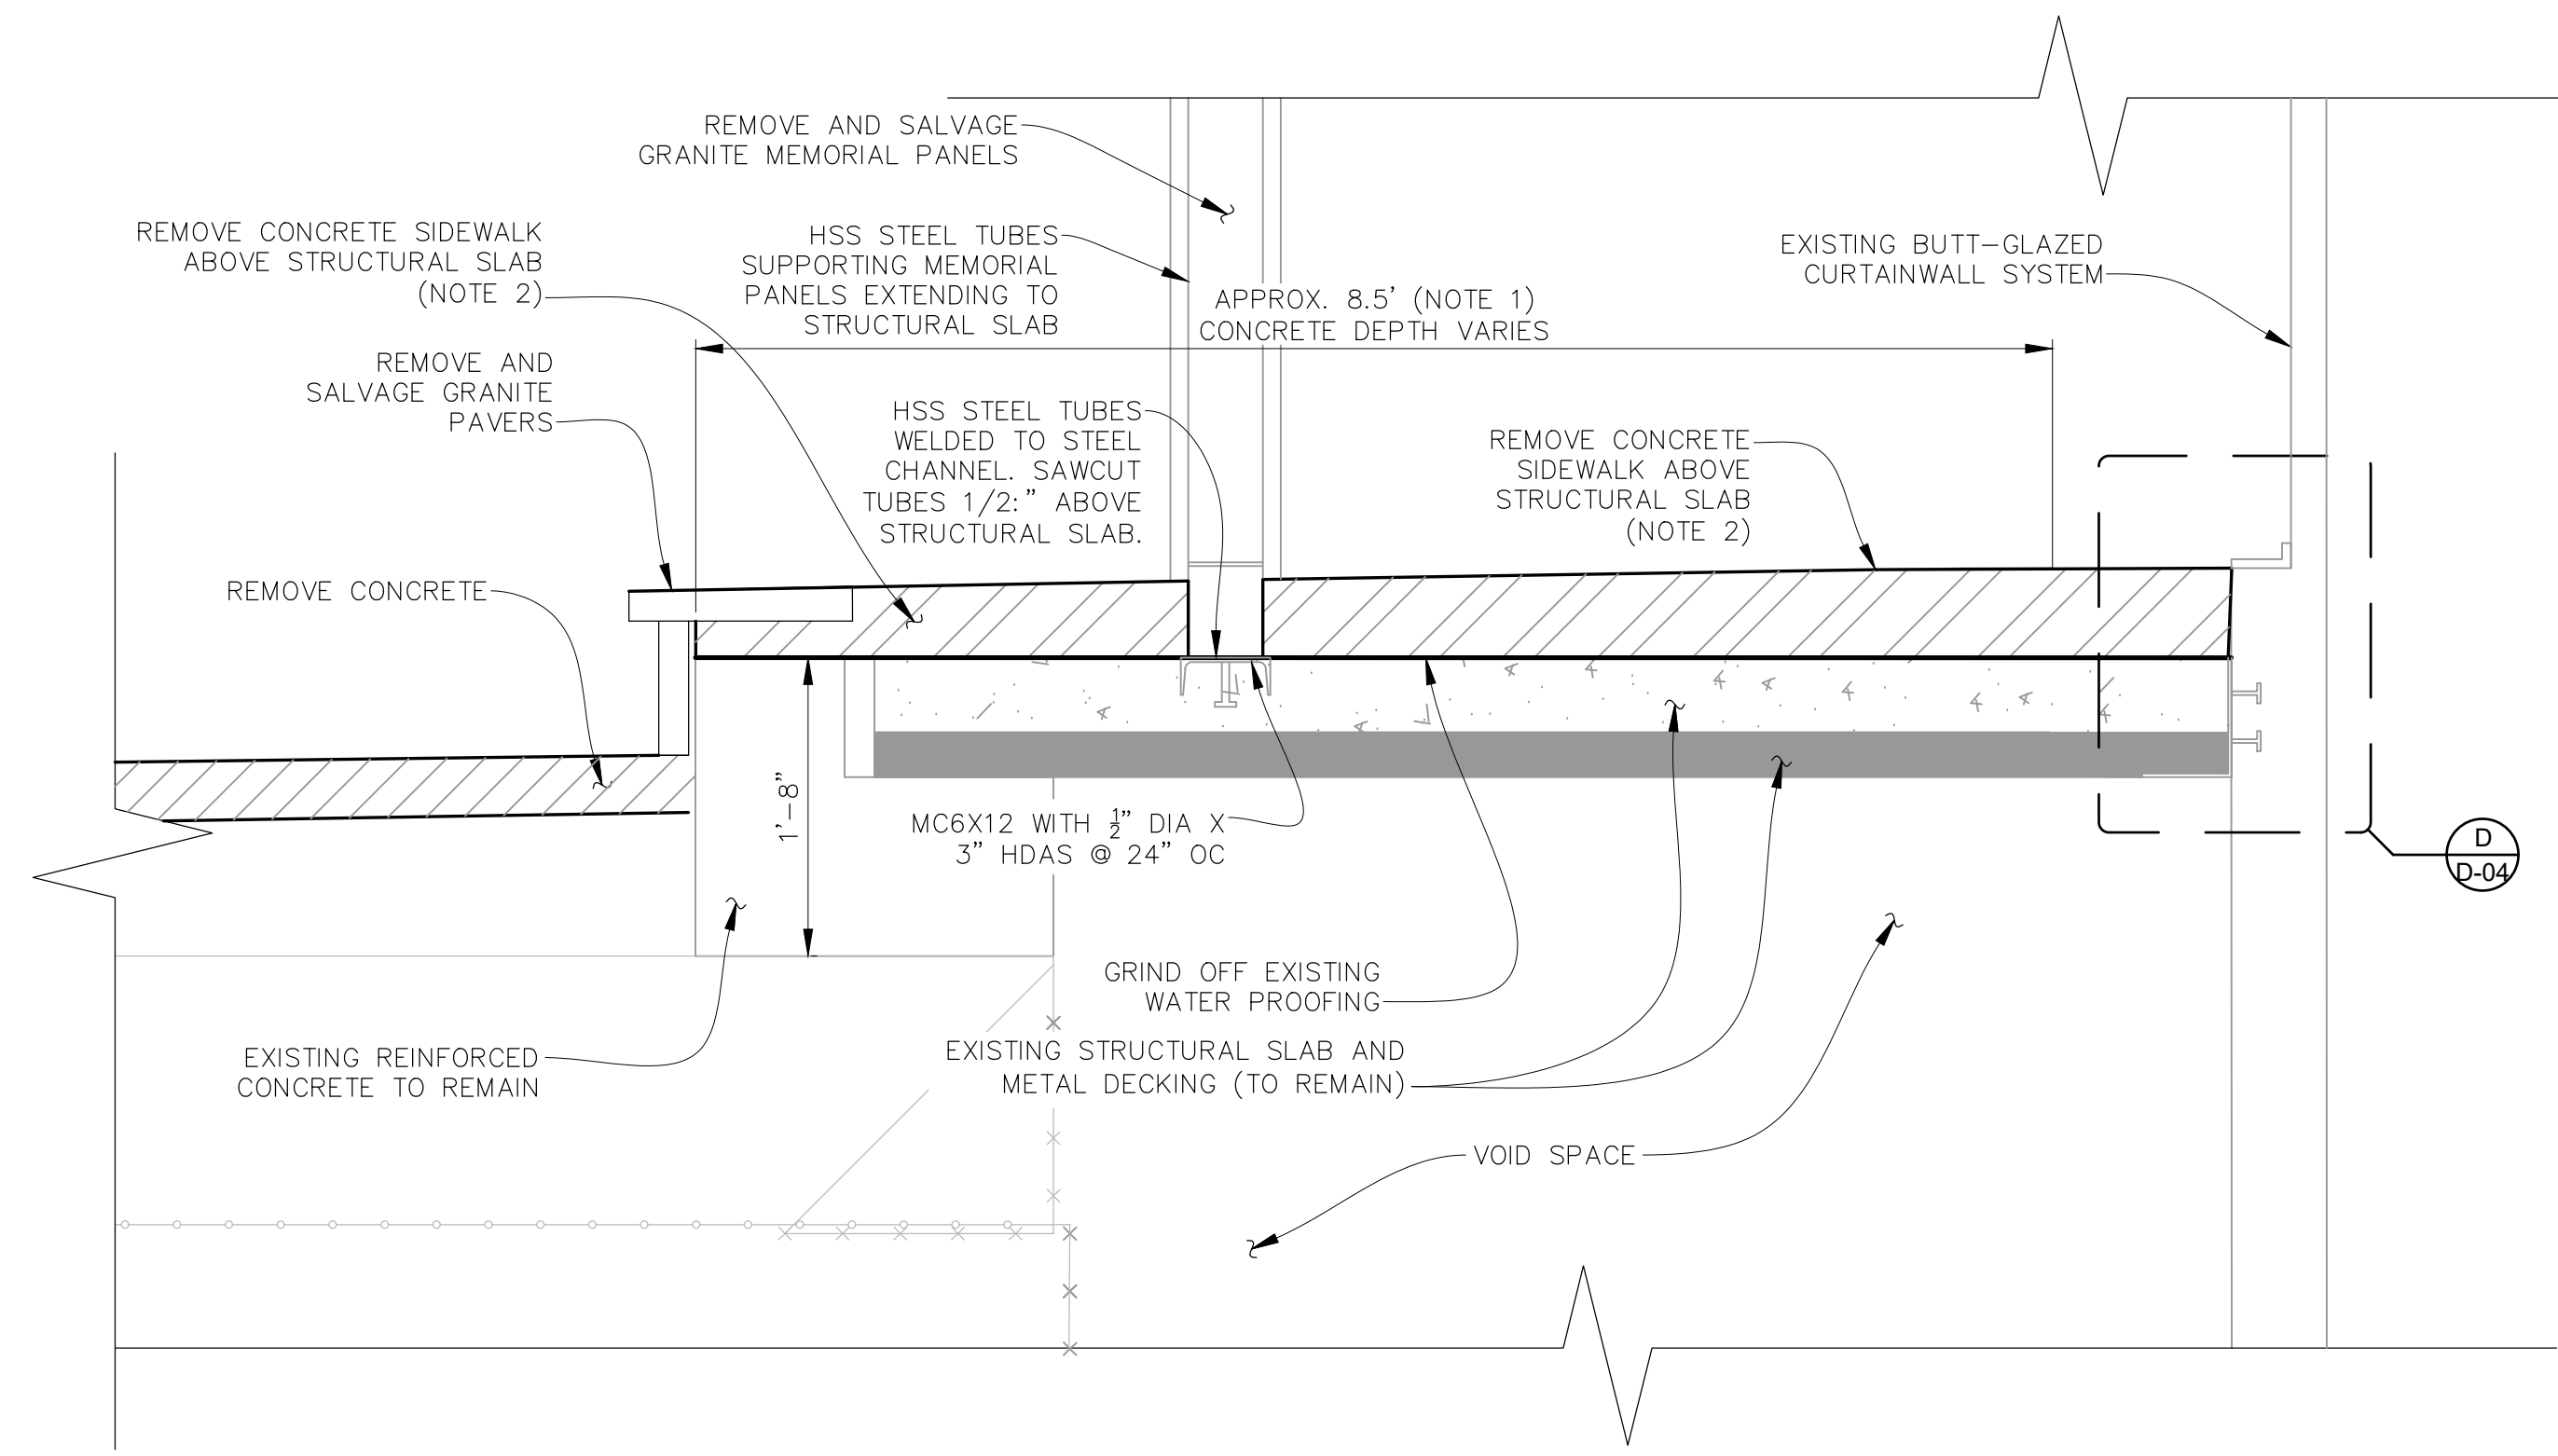 REMOVE AND SALVAGE
GRANITE MEMORIAL PANELS
REMOVE CONCRETE SIDEWALK
ABOVE STRUCTURAL SLAB
(NOTE 2)
HSS STEEL TUBES
SUPPORTING MEMORIAL
PANELS EXTENDING TO
STRUCTURAL SLAB
EXISTING BUTT-GLAZED
CURTAINWALL SYSTEM
APPROX. 8.5' (NOTE 1)
CONCRETE DEPTH VARIES
REMOVE AND
SALVAGE GRANITE
PAVERS
HSS STEEL TUBES
WELDED TO STEEL
CHANNEL. SAWCUT
TUBES 1/2:" ABOVE
STRUCTURAL SLAB.
REMOVE CONCRETE
SIDEWALK ABOVE
STRUCTURAL SLAB
(NOTE 2)
REMOVE CONCRETE
1'-8"
MC6X12 WITH ½" DIA X
3" HDAS @ 24" OC
D
D-04
GRIND OFF EXISTING
WATER PROOFING
EXISTING REINFORCED
CONCRETE TO REMAIN
EXISTING STRUCTURAL SLAB AND
METAL DECKING (TO REMAIN)
VOID SPACE